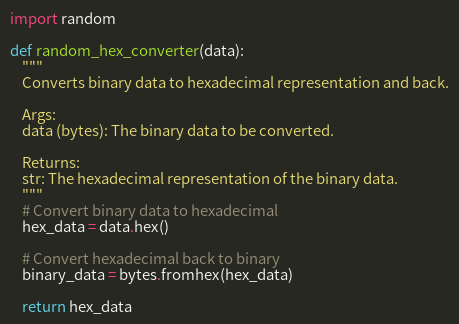 import random

def random_hex_converter(data):
    """
    Converts binary data to hexadecimal representation and back.

    Args:
    data (bytes): The binary data to be converted.

    Returns:
    str: The hexadecimal representation of the binary data.
    """
    # Convert binary data to hexadecimal
    hex_data = data.hex()

    # Convert hexadecimal back to binary
    binary_data = bytes.fromhex(hex_data)

    return hex_data